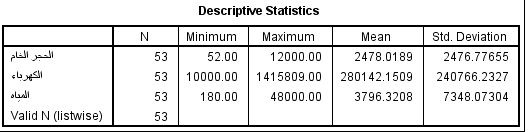 Descriptive Statistics
N Minimum Maximum Mean Std. Deviation
الحجر الخام 53 52.00 12000.00 2478.0189 2476.77655
الكهرباء 53 10000.00 1415809.00 280142.1509 240766.2327
المياه 53 180.00 48000.00 3796.3208 7348.07304
Valid N (listwise) 53